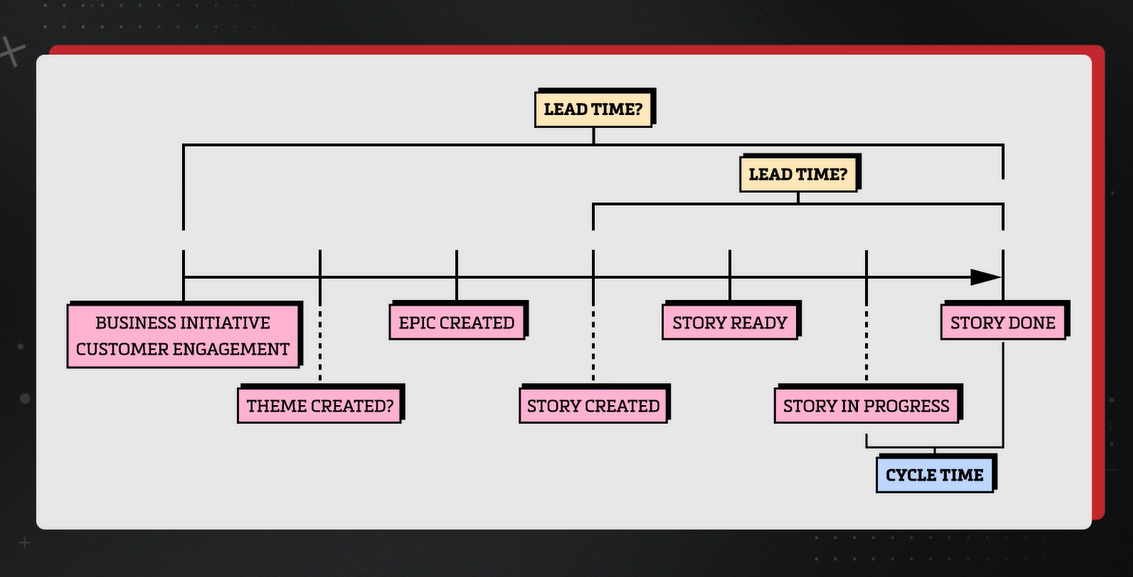 LEAD TIME?
LEAD TIME?
BUSINESS INITIATIVE
CUSTOMER ENGAGEMENT
EPIC CREATED
STORY READY
STORY DONE
THEME CREATED?
STORY CREATED
STORY IN PROGRESS
CYCLE TIME